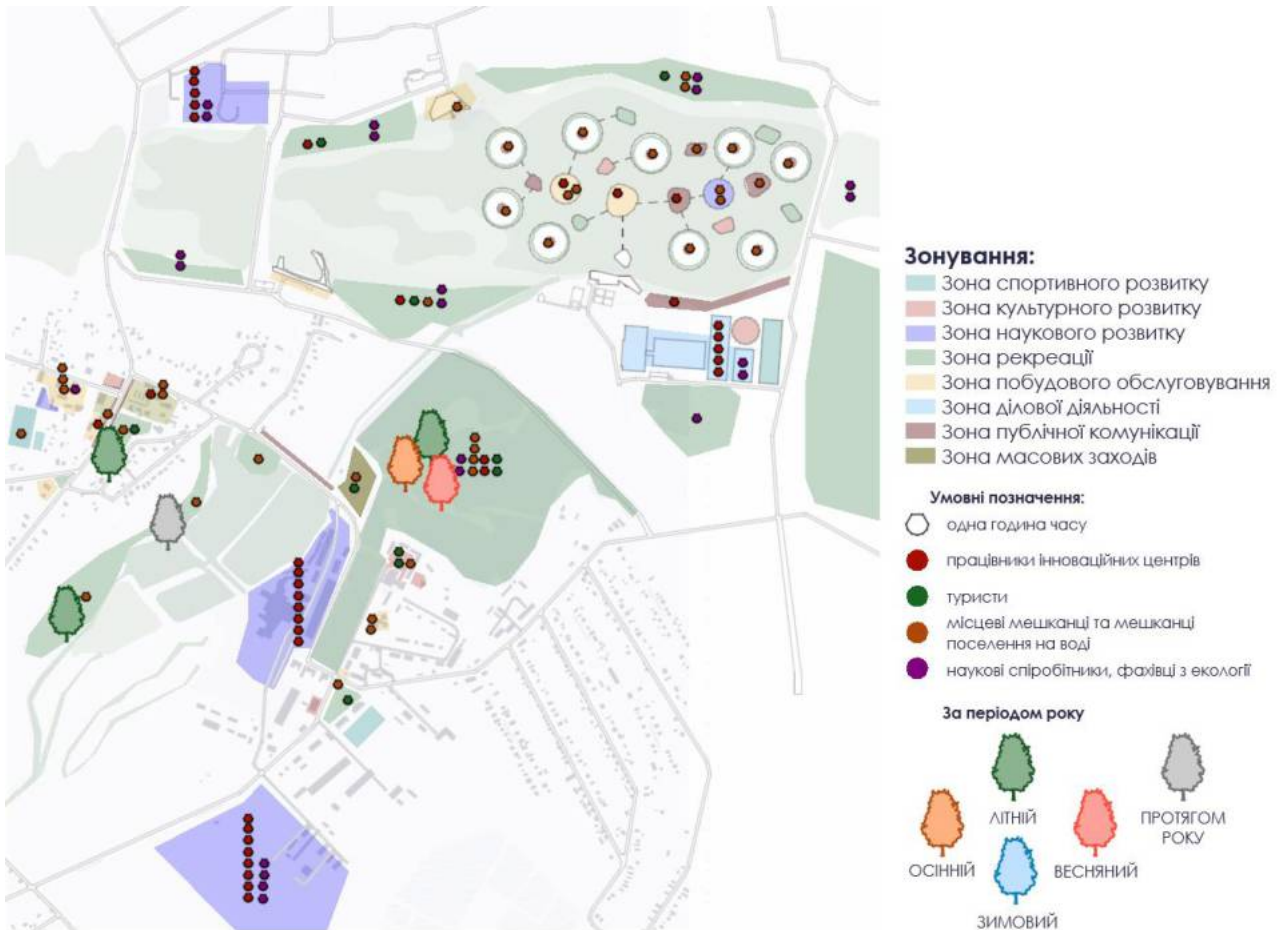 Зонування:
Зона спортивного розвитку
Зона культурного розвитку
Зона наукового розвитку
Зона рекреації
Зона побудового обслуговування
Зона ділової діяльності
Зона публічної комунікації
Зона масових заходів
Умовні позначення:
одна година часу
працівники інноваційних центрів
туристи
місцеві мешканці та мешканці
поселення на воді
наукові спіробітники, фахівці з екології
За періодом року
ЛІТНІЙ
ПРОТЯГОМ
РОКУ
ОСІННІЙ
ВЕСНЯНИЙ
ЗИМОВИЙ